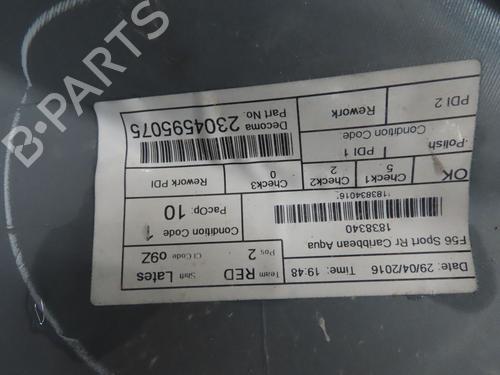 Date: 29/04/2016 Time: 19:48 Team RED Shift Lates
F56 Sport Rr Caribbean Aqua Pos 2 Cl Code 09Z
1838340
*183834016*
Condition Code 1
PacOp: 10
OK Check1 5 Check2 2 Check3 0 Rework PDI
Polish PDI 1
Condition Code:
PDI 2 Rework
Decoma Part No. 2304595075
B-Parts